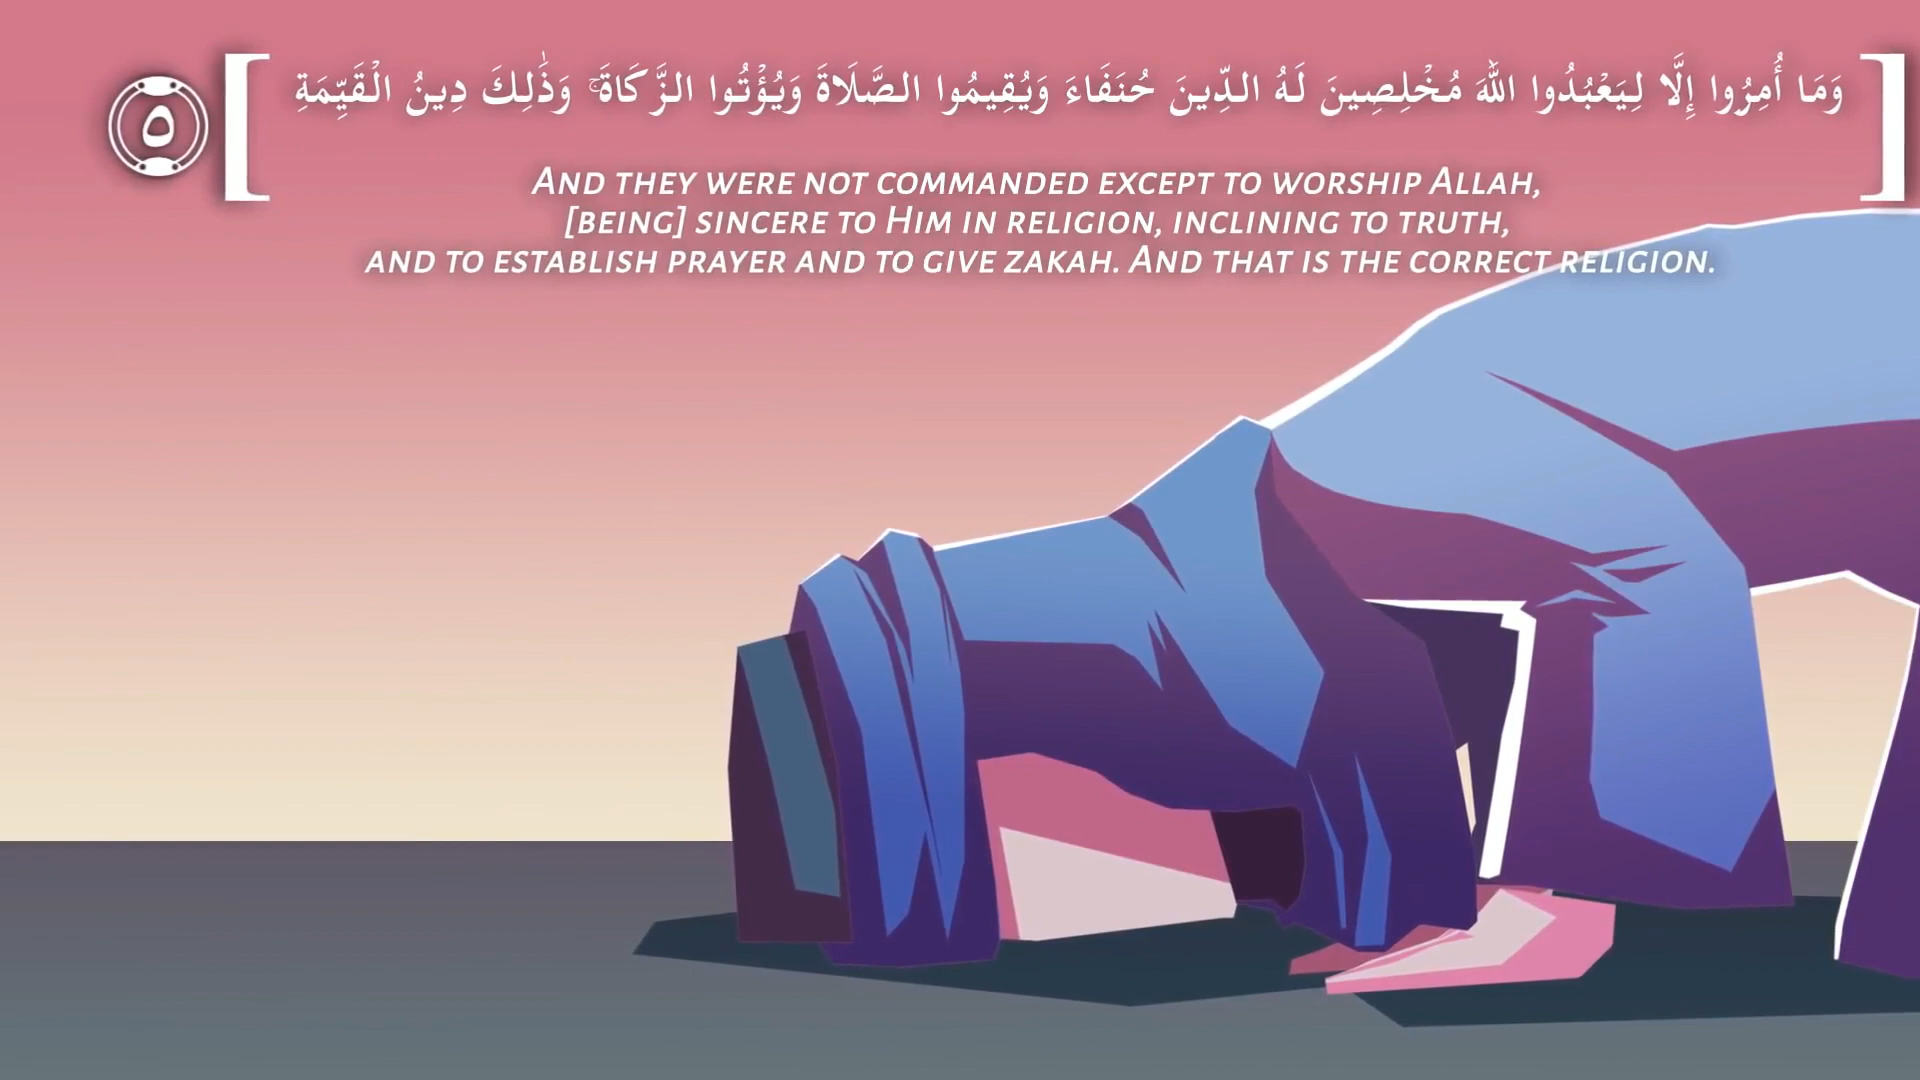 وَمَا أُمِرُوا إِلَّا لِيَعْبُدُوا اللَّهَ مُخْلِصِينَ لَهُ الدِّينَ حُنَفَاءَ وَيُقِيمُوا الصَّلَاةَ وَيُؤْتُوا الزَّكَاةَ ۚ وَذَٰلِكَ دِينُ الْقَيِّمَةِ
٥
AND THEY WERE NOT COMMANDED EXCEPT TO WORSHIP ALLAH,
[BEING] SINCERE TO HIM IN RELIGION, INCLINING TO TRUTH,
AND TO ESTABLISH PRAYER AND TO GIVE ZAKAH. AND THAT IS THE CORRECT RELIGION.